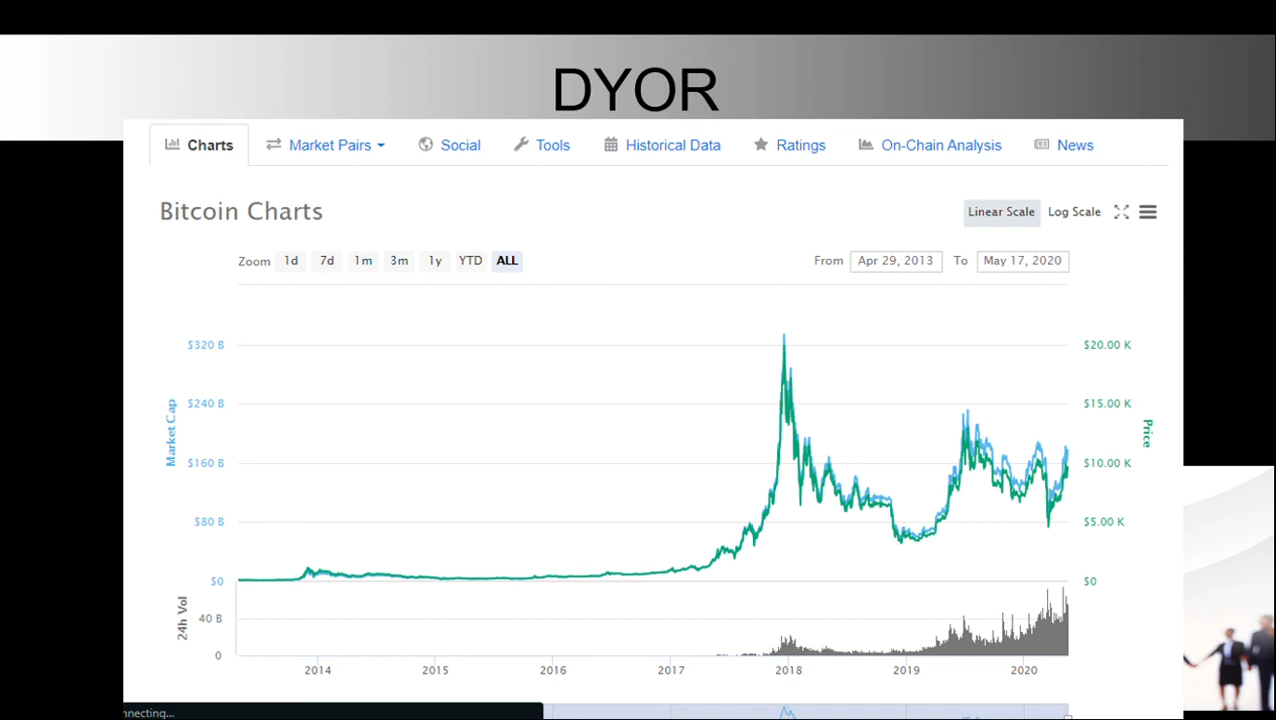 DYOR
Charts Market Pairs Social Tools Historical Data Ratings On-Chain Analysis News
Bitcoin Charts
Linear Scale Log Scale
Zoom 1d 7d 1m 3m 1y YTD ALL
From Apr 29, 2013 To May 17, 2020
$320 B $20.00 K
$240 B $15.00 K
Market Cap
Price
$160 B $10.00 K
$80 B $5.00 K
$0 $0
24h Vol
40 B
0
2014 2015 2016 2017 2018 2019 2020
nnecting...